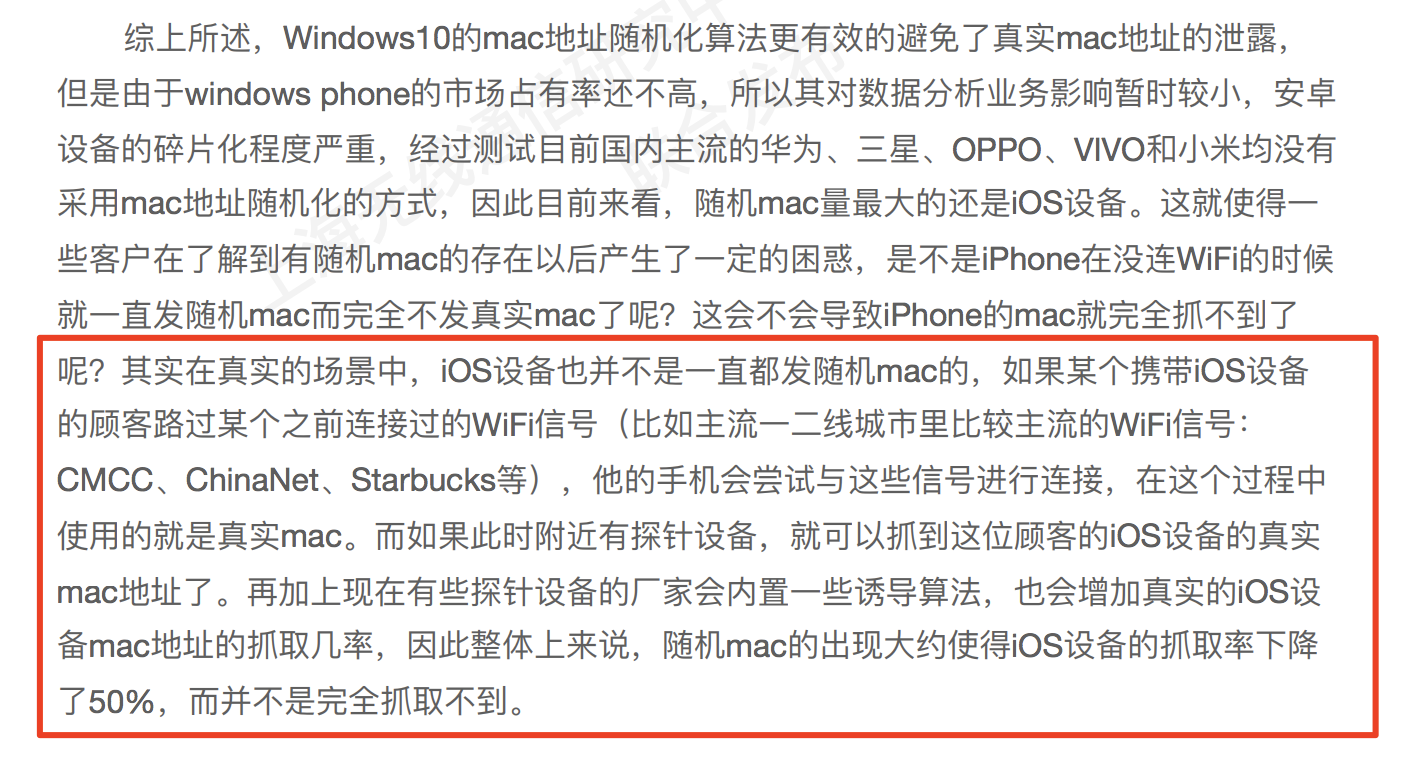 综上所述，Windows10的mac地址随机化算法更有效的避免了真实mac地址的泄露，
但是由于windows phone的市场占有率还不高，所以其对数据分析业务影响暂时较小，安卓
设备的碎片化程度严重，经过测试目前国内主流的华为、三星、OPPO、VIVO和小米均没有
采用mac地址随机化的方式，因此目前来看，随机mac量最大的还是iOS设备。这就使得一
些客户在了解到有随机mac的存在以后产生了一定的困惑，是不是iPhone在没连WiFi的时候
就一直发随机mac而完全不发真实mac了呢？这会不会导致iPhone的mac就完全抓不到了
呢？其实在真实的场景中，iOS设备也并不是一直都发随机mac的，如果某个携带iOS设备
的顾客路过某个之前连接过的WiFi信号（比如主流一二线城市里比较主流的WiFi信号：
CMCC、ChinaNet、Starbucks等），他的手机会尝试与这些信号进行连接，在这个过程中
使用的就是真实mac。而如果此时附近有探针设备，就可以抓到这位顾客的iOS设备的真实
mac地址了。再加上现在有些探针设备的厂家会内置一些诱导算法，也会增加真实的iOS设
备mac地址的抓取几率，因此整体上来说，随机mac的出现大约使得iOS设备的抓取率下降
了50%，而并不是完全抓取不到。
上海无线通信研究中
联合发布